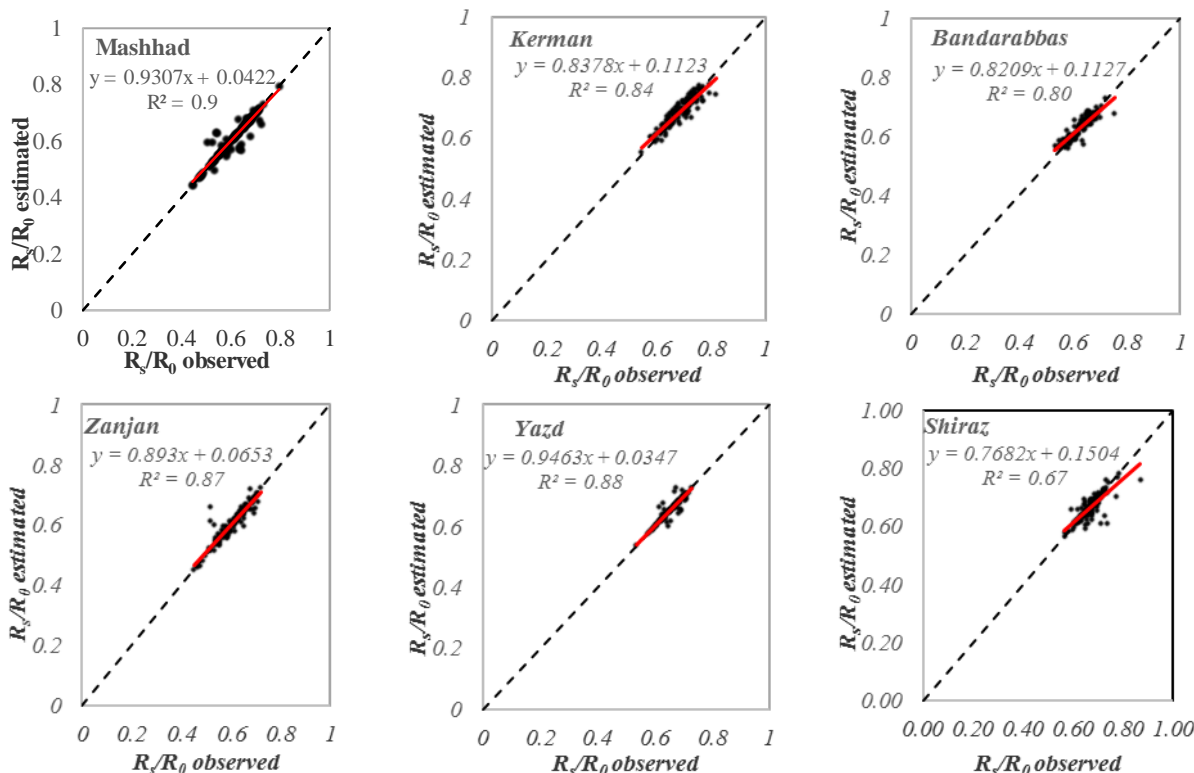 Mashhad
y = 0.9307x + 0.0422
R² = 0.9
1
0.8
0.6
0.4
0.2
0
0 0.2 0.4 0.6 0.8 1
Rs/R0 estimated
Rs/R0 observed
Kerman
y = 0.8378x + 0.1123
R² = 0.84
1
0.8
0.6
0.4
0.2
0
0 0.2 0.4 0.6 0.8 1
Rs/R0 estimated
Rs/R0 observed
Bandarabbas
y = 0.8209x + 0.1127
R² = 0.80
1
0.8
0.6
0.4
0.2
0
0 0.2 0.4 0.6 0.8 1
Rs/R0 estimated
Rs/R0 observed
Zanjan
y = 0.893x + 0.0653
R² = 0.87
1
0.8
0.6
0.4
0.2
0
0 0.2 0.4 0.6 0.8 1
Rs/R0 estimated
Rs/R0 observed
Yazd
y = 0.9463x + 0.0347
R² = 0.88
1
0.8
0.6
0.4
0.2
0
0 0.2 0.4 0.6 0.8 1
Rs/R0 estimated
Rs/R0 observed
Shiraz
y = 0.7682x + 0.1504
R² = 0.67
1.00
0.80
0.60
0.40
0.20
0.00
0.00 0.20 0.40 0.60 0.80 1.00
Rs/R0 estimated
Rs/R0 observed